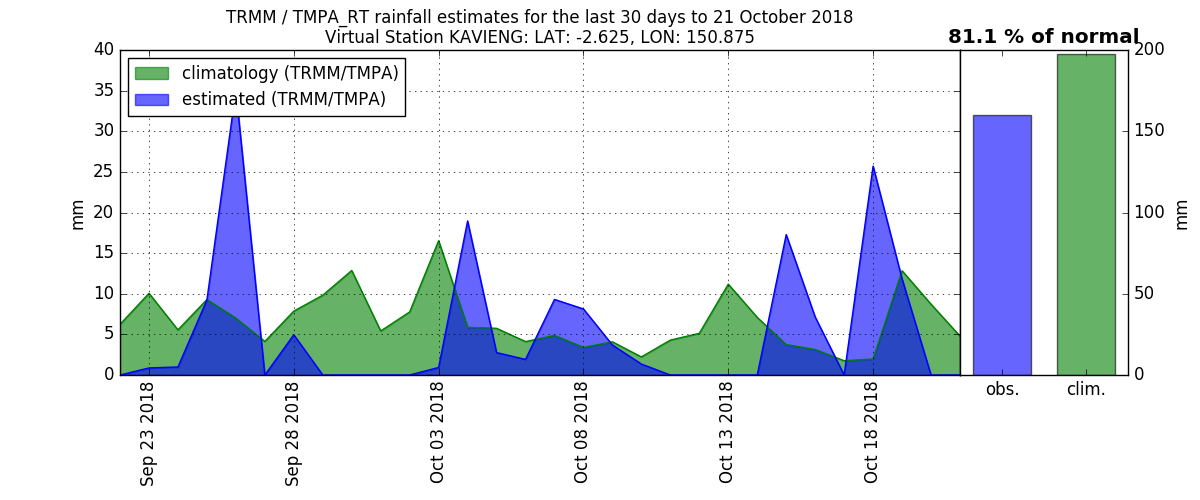 TRMM / TMPA_RT rainfall estimates for the last 30 days to 21 October 2018
Virtual Station KAVIENG: LAT: -2.625, LON: 150.875
81.1 % of normal
climatology (TRMM/TMPA)
estimated (TRMM/TMPA)
40
35
30
25
20
15
10
5
0
mm
Sep 23 2018
Sep 28 2018
Oct 03 2018
Oct 08 2018
Oct 13 2018
Oct 18 2018
200
150
100
50
0
mm
obs.
clim.